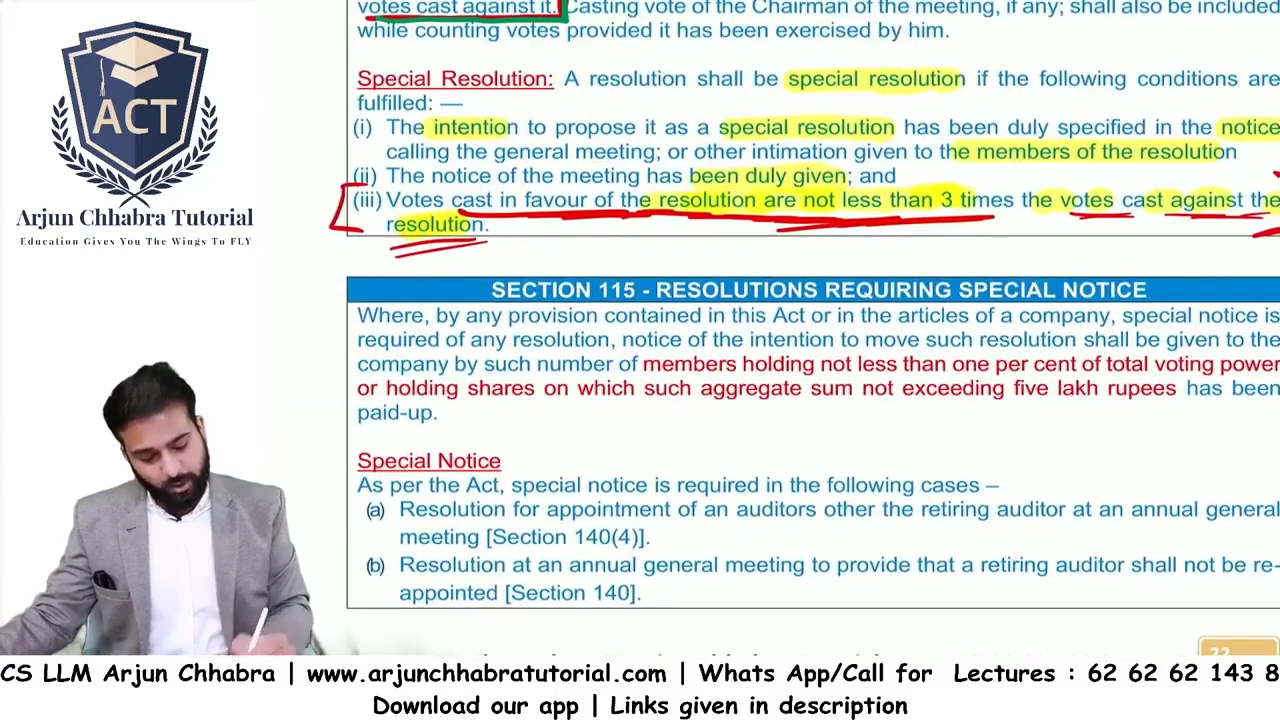 votes cast against it. Casting vote of the Chairman of the meeting, if any; shall also be included
while counting votes provided it has been exercised by him.
Special Resolution: A resolution shall be special resolution if the following conditions are
fulfilled: —
(i) The intention to propose it as a special resolution has been duly specified in the notice
calling the general meeting; or other intimation given to the members of the resolution
(ii) The notice of the meeting has been duly given; and
(iii) Votes cast in favour of the resolution are not less than 3 times the votes cast against the
resolution.
SECTION 115 - RESOLUTIONS REQUIRING SPECIAL NOTICE
Where, by any provision contained in this Act or in the articles of a company, special notice is
required of any resolution, notice of the intention to move such resolution shall be given to the
company by such number of members holding not less than one per cent of total voting power
or holding shares on which such aggregate sum not exceeding five lakh rupees has been
paid-up.
Special Notice
As per the Act, special notice is required in the following cases –
(a) Resolution for appointment of an auditors other the retiring auditor at an annual general
meeting [Section 140(4)].
(b) Resolution at an annual general meeting to provide that a retiring auditor shall not be re-
appointed [Section 140].
ACT
Arjun Chhabra Tutorial
Education Gives You The Wings To FLY
CS LLM Arjun Chhabra | www.arjunchhabratutorial.com | Whats App/Call for Lectures : 62 62 62 143 8
Download our app | Links given in description